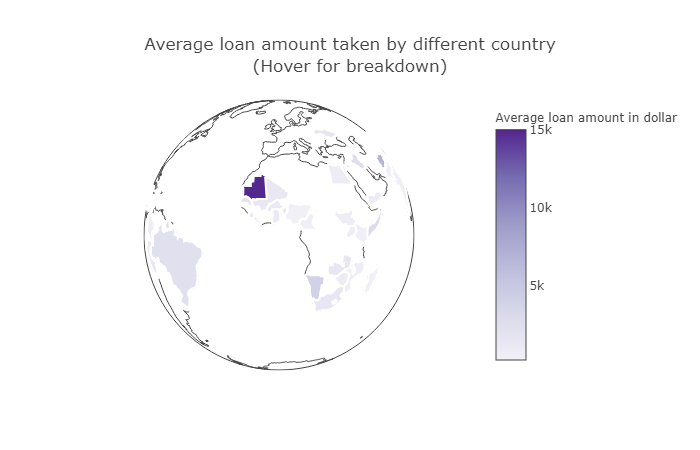 Average loan amount taken by different country
(Hover for breakdown)
Average loan amount in dollar
15k
10k
5k